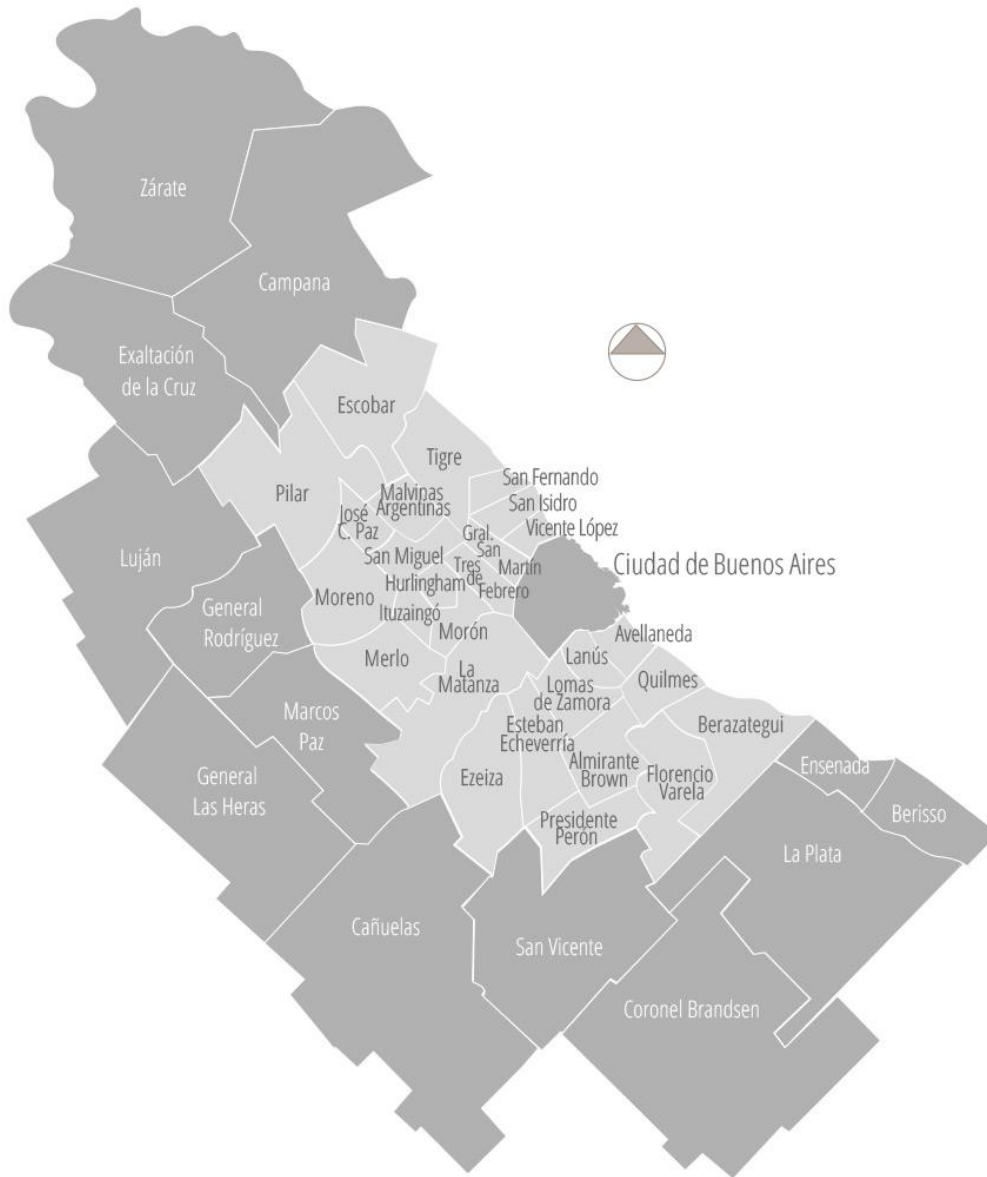 Zárate
Campana
Exaltación
de la Cruz
Escobar
Tigre
San Fernando
Pilar
Malvinas
Argentinas
San Isidro
José
C. Paz
Vicente López
Gral.
San
Martín
Luján
San Miguel
Tres
de
Febrero
Ciudad de Buenos Aires
Hurlingham
Moreno
General
Rodríguez
Ituzaingó
Morón
Avellaneda
Merlo
Lanús
La
Matanza
Quilmes
Lomas
de Zamora
Marcos
Paz
Esteban
Echeverría
Berazategui
General
Las Heras
Ezeiza
Almirante
Brown
Florencio
Varela
Ensenada
Berisso
Presidente
Perón
La Plata
Cañuelas
San Vicente
Coronel Brandsen